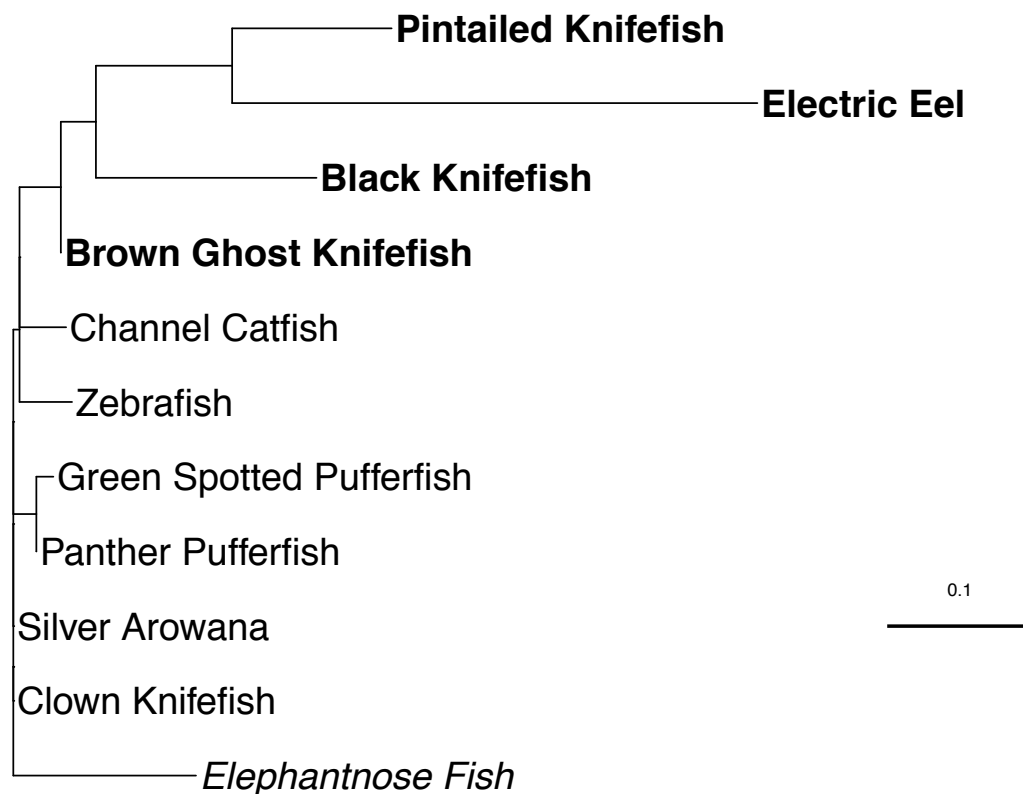 Pintailed Knifefish
Electric Eel
Black Knifefish
Brown Ghost Knifefish
Channel Catfish
Zebrafish
Green Spotted Pufferfish
Panther Pufferfish
0.1
Silver Arowana
Clown Knifefish
Elephantnose Fish